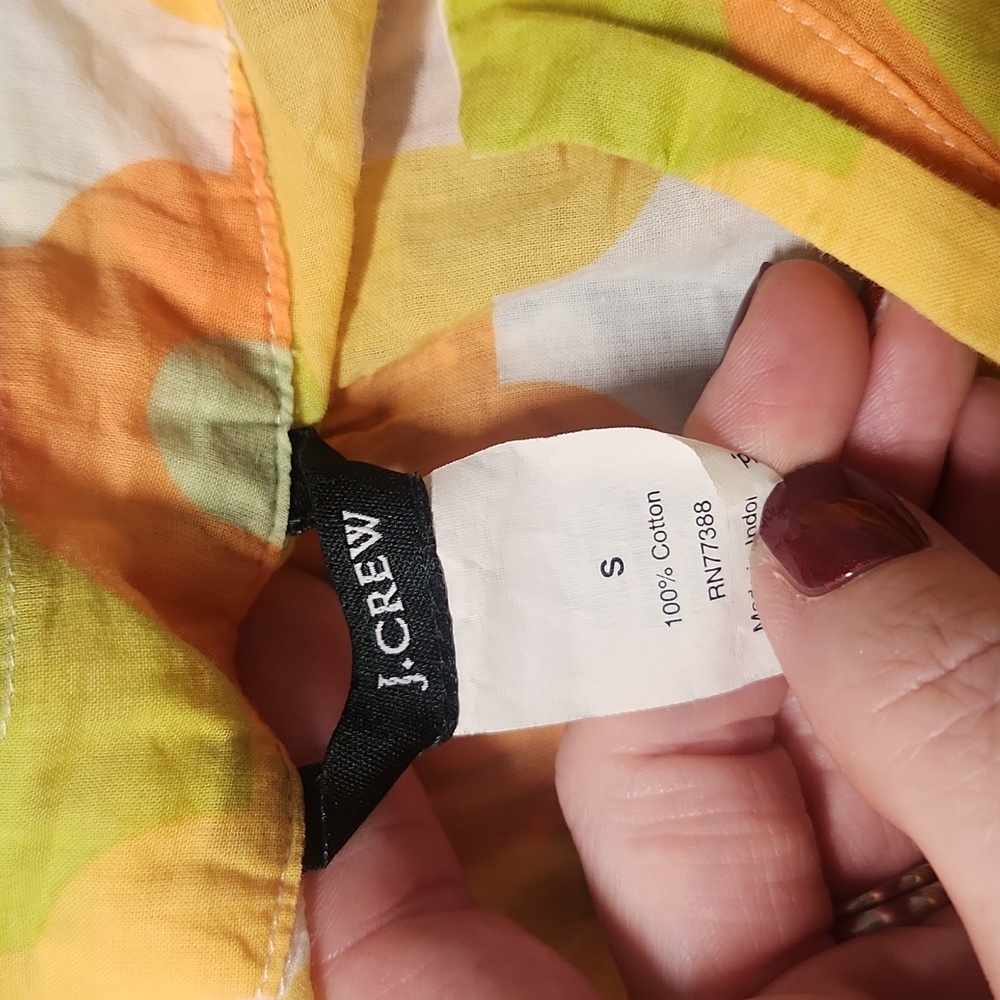 J.CREW
S
100% Cotton
RN77388